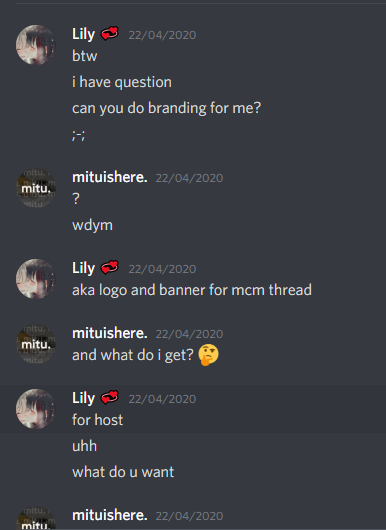 Lily 22/04/2020
btw
i have question
can you do branding for me?
;-;
mitu.
mituishere. 22/04/2020
?
wdym
Lily 22/04/2020
aka logo and banner for mcm thread
mitu.
mituishere. 22/04/2020
and what do i get? 🤔
Lily 22/04/2020
for host
uhh
what do u want
mitu.
mituishere. 22/04/2020